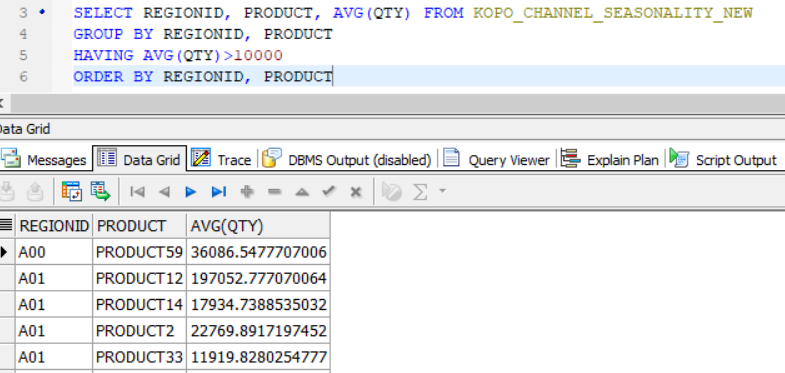 3 SELECT REGIONID, PRODUCT, AVG(QTY) FROM KOPO_CHANNEL_SEASONALITY_NEW
4 GROUP BY REGIONID, PRODUCT
5 HAVING AVG(QTY)>10000
6 ORDER BY REGIONID, PRODUCT
Data Grid
Messages Data Grid Trace DBMS Output (disabled) Query Viewer Explain Plan Script Output
REGIONID PRODUCT AVG(QTY)
A00 PRODUCT59 36086.5477707006
A01 PRODUCT12 197052.777070064
A01 PRODUCT14 17934.7388535032
A01 PRODUCT2 22769.8917197452
A01 PRODUCT33 11919.8280254777